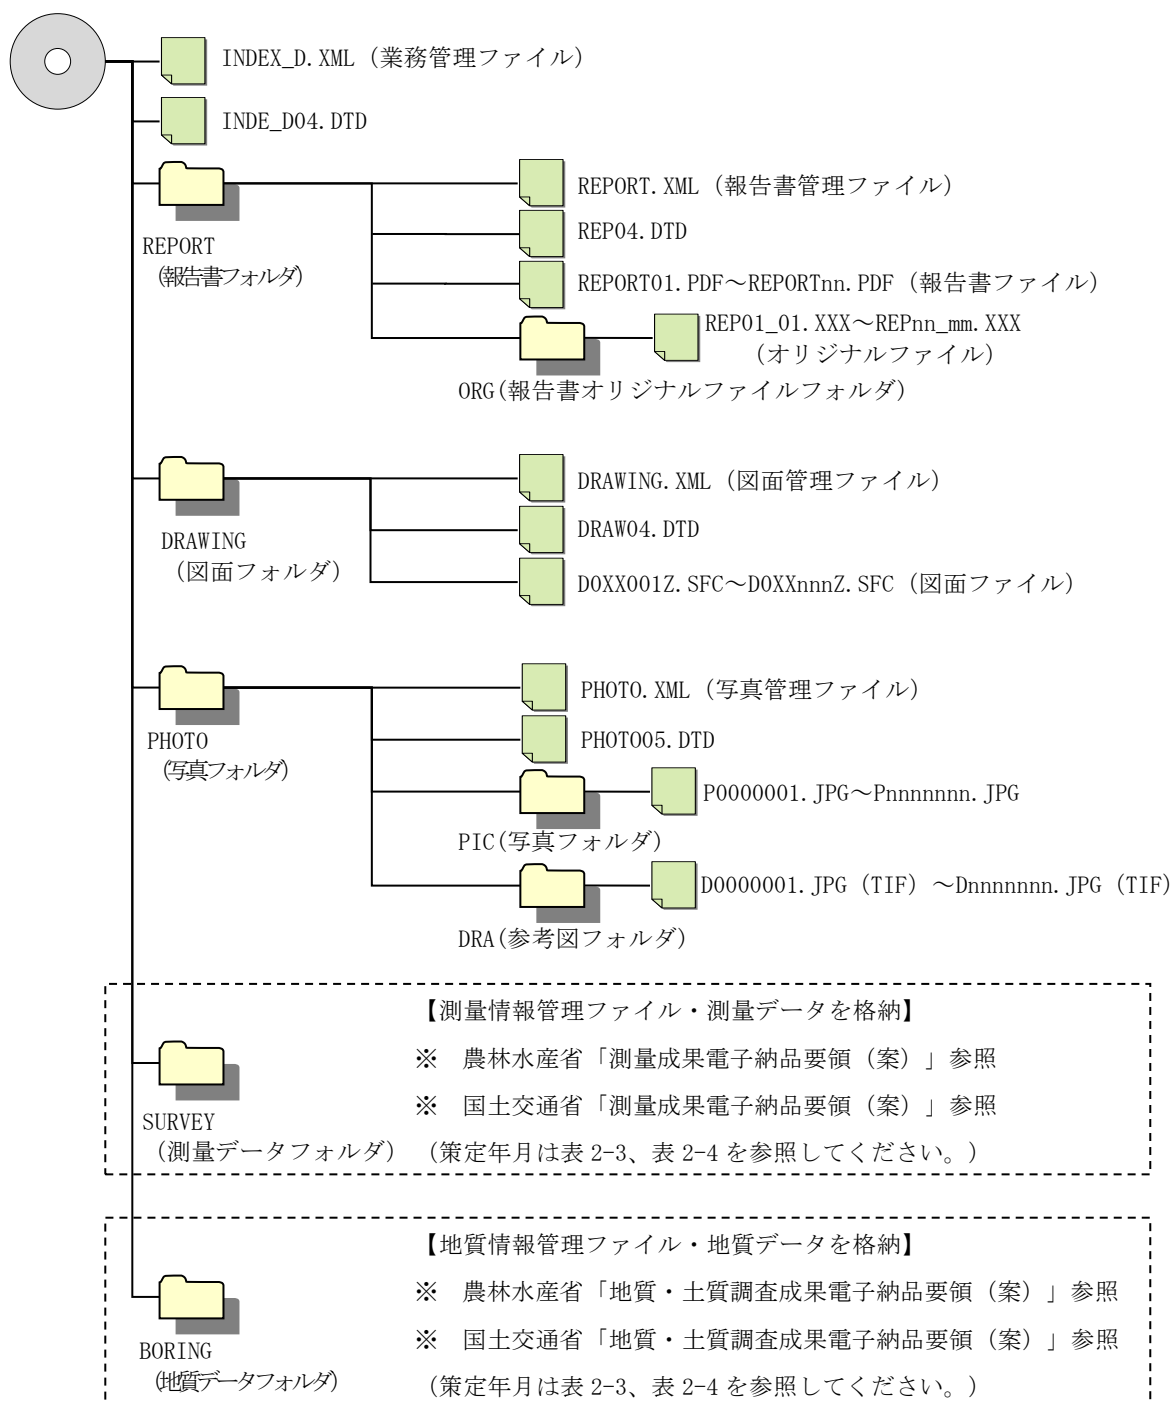 INDEX_D.XML（業務管理ファイル）
INDE_D04.DTD
REPORT.XML（報告書管理ファイル）
REP04.DTD
REPORT
（報告書フォルダ）
REPORT01.PDF～REPORTnn.PDF（報告書ファイル）
REP01_01.XXX～REPnn_mm.XXX
（オリジナルファイル）
ORG(報告書オリジナルファイルフォルダ）
DRAWING.XML（図面管理ファイル）
DRAW04.DTD
DRAWING
（図面フォルダ）
D0XX001Z.SFC～D0XXnnnZ.SFC（図面ファイル）
PHOTO.XML（写真管理ファイル）
PHOTO05.DTD
PHOTO
（写真フォルダ）
P0000001.JPG～Pnnnnnnn.JPG
PIC(写真フォルダ）
D0000001.JPG（TIF）～Dnnnnnnn.JPG（TIF）
DRA(参考図フォルダ）
【測量情報管理ファイル・測量データを格納】
※　農林水産省「測量成果電子納品要領（案）」参照
※　国土交通省「測量成果電子納品要領（案）」参照
SURVEY
（測量データフォルダ）
（策定年月は表 2-3、表 2-4 を参照してください。）
【地質情報管理ファイル・地質データを格納】
※　農林水産省「地質・土質調査成果電子納品要領（案）」参照
※　国土交通省「地質・土質調査成果電子納品要領（案）」参照
BORING
（地質データフォルダ）
（策定年月は表 2-3、表 2-4 を参照してください。）